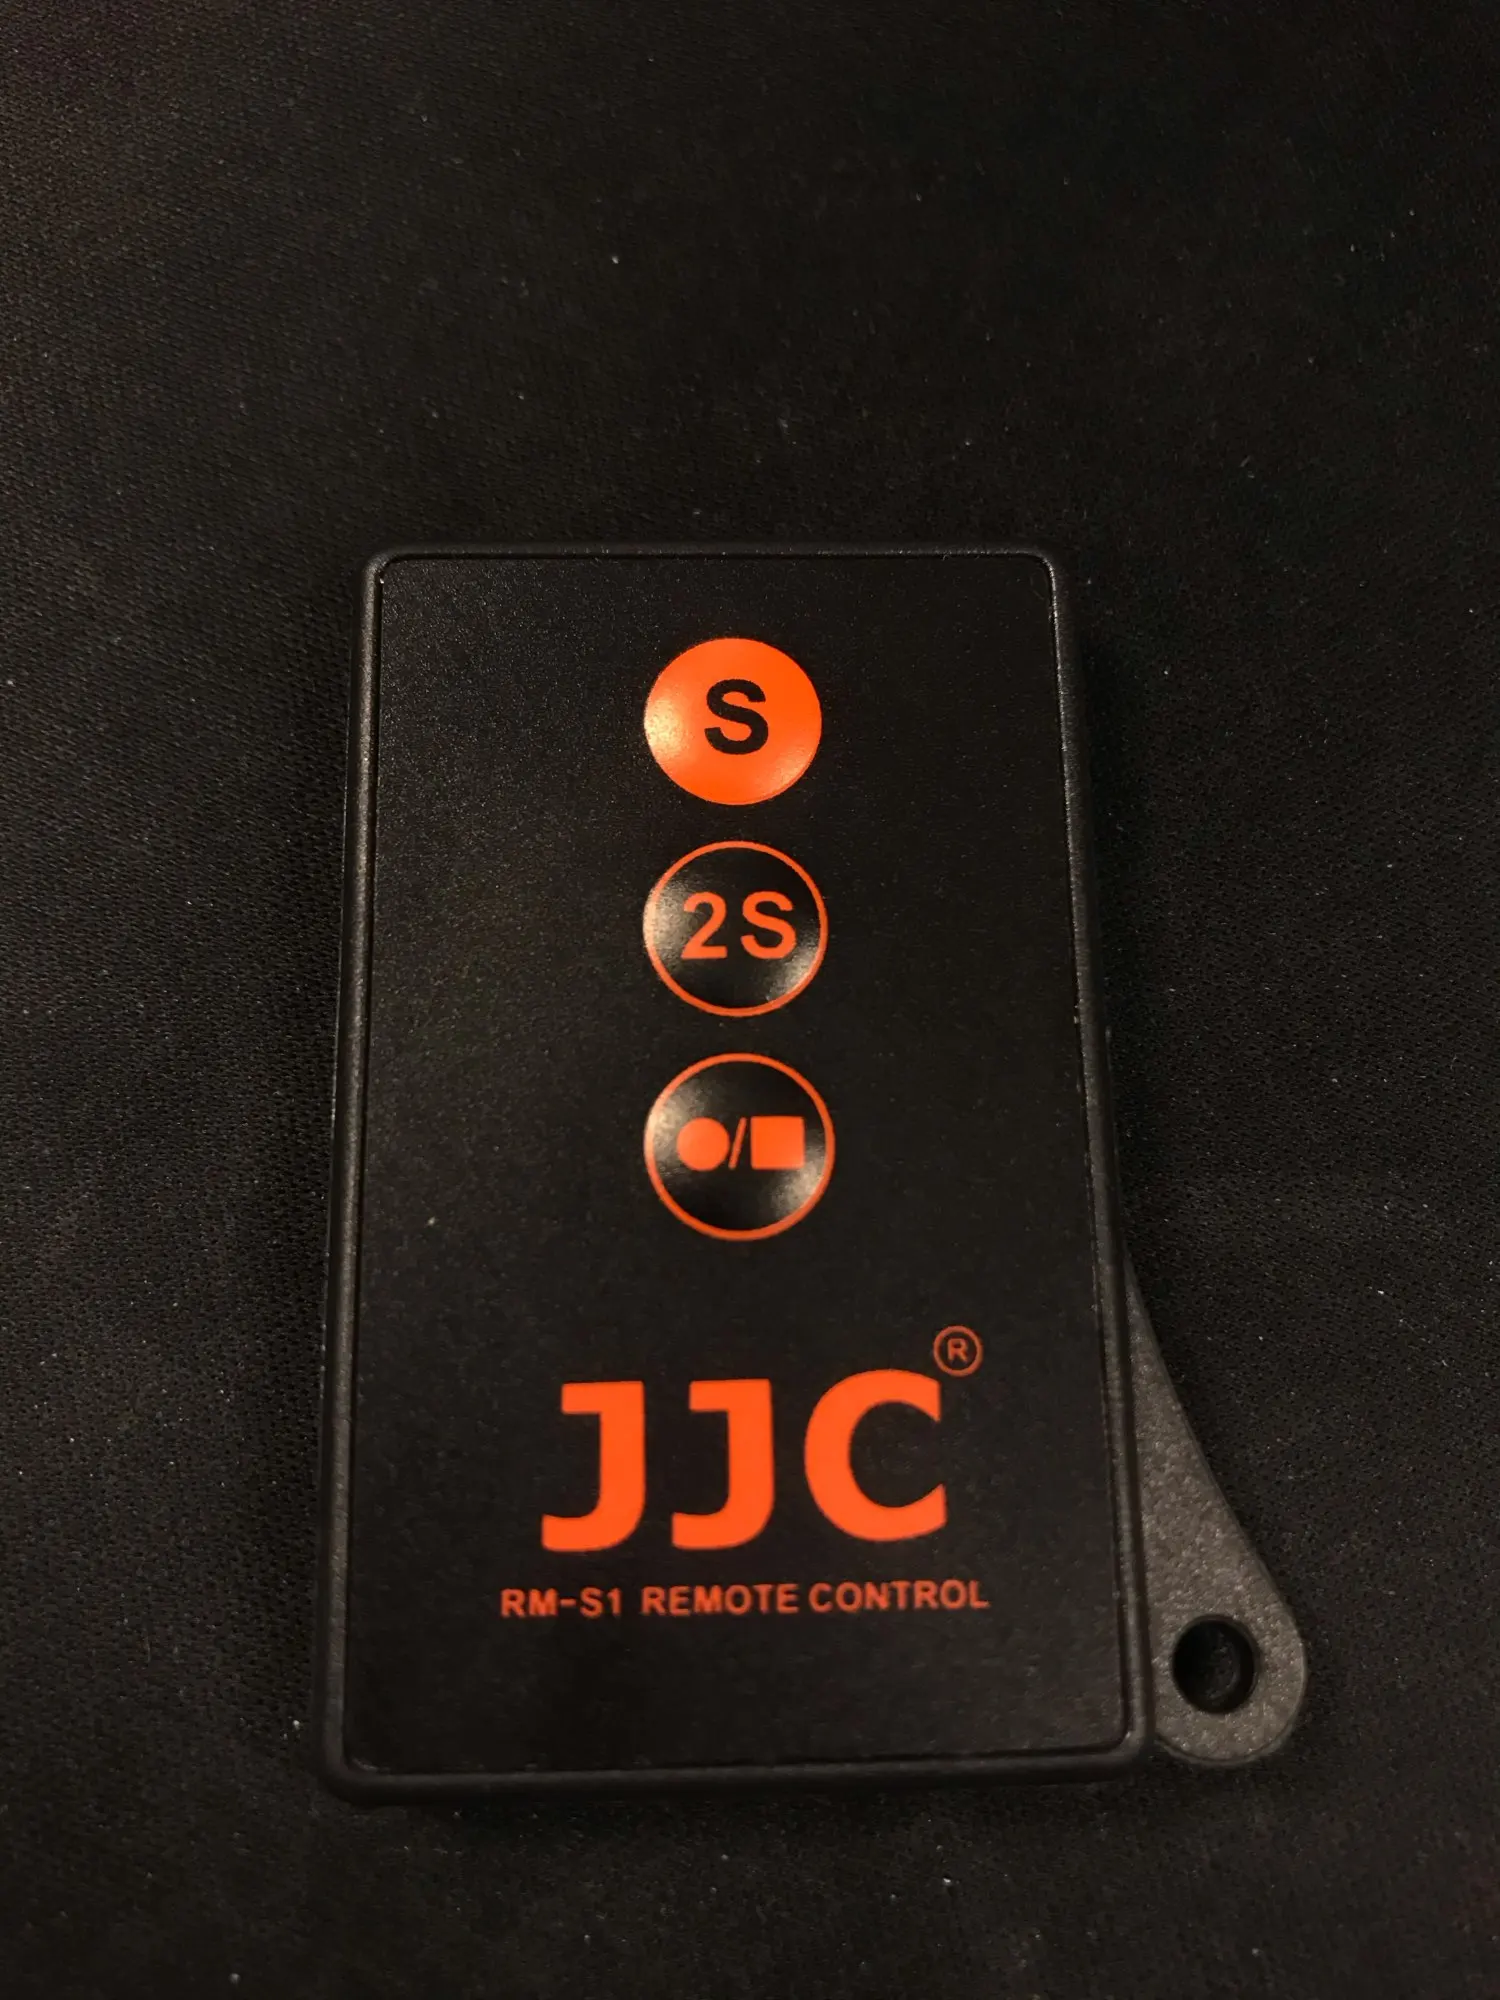 S
2S
●/■
JJC®
RM-S1 REMOTE CONTROL